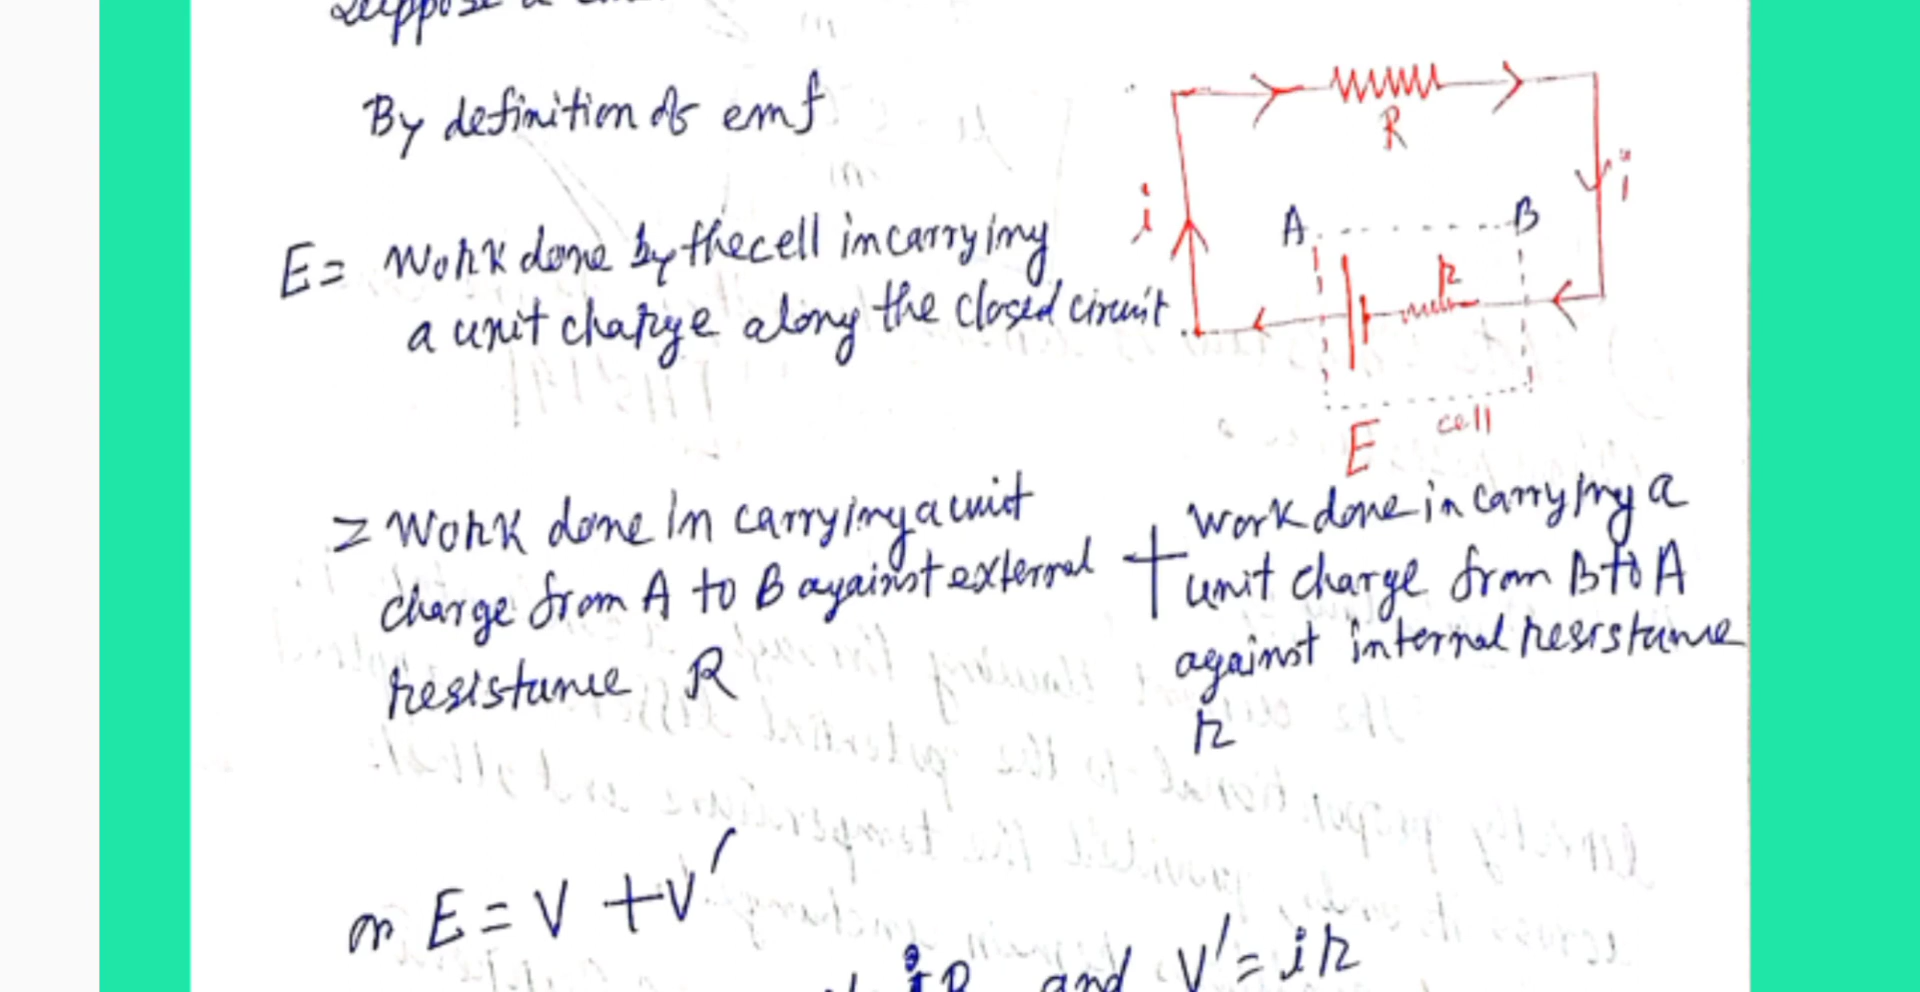 Suppose a
By definition of emf
E = Work done by the cell in carrying
a unit charge along the closed circuit.
R
i
i
A
B
r
E
cell
= Work done in carrying a unit
charge from A to B against external
resistance R
+
work done in carrying a
unit charge from B to A
against internal resistance
r
or E = V + V′
iR and V′ = ir